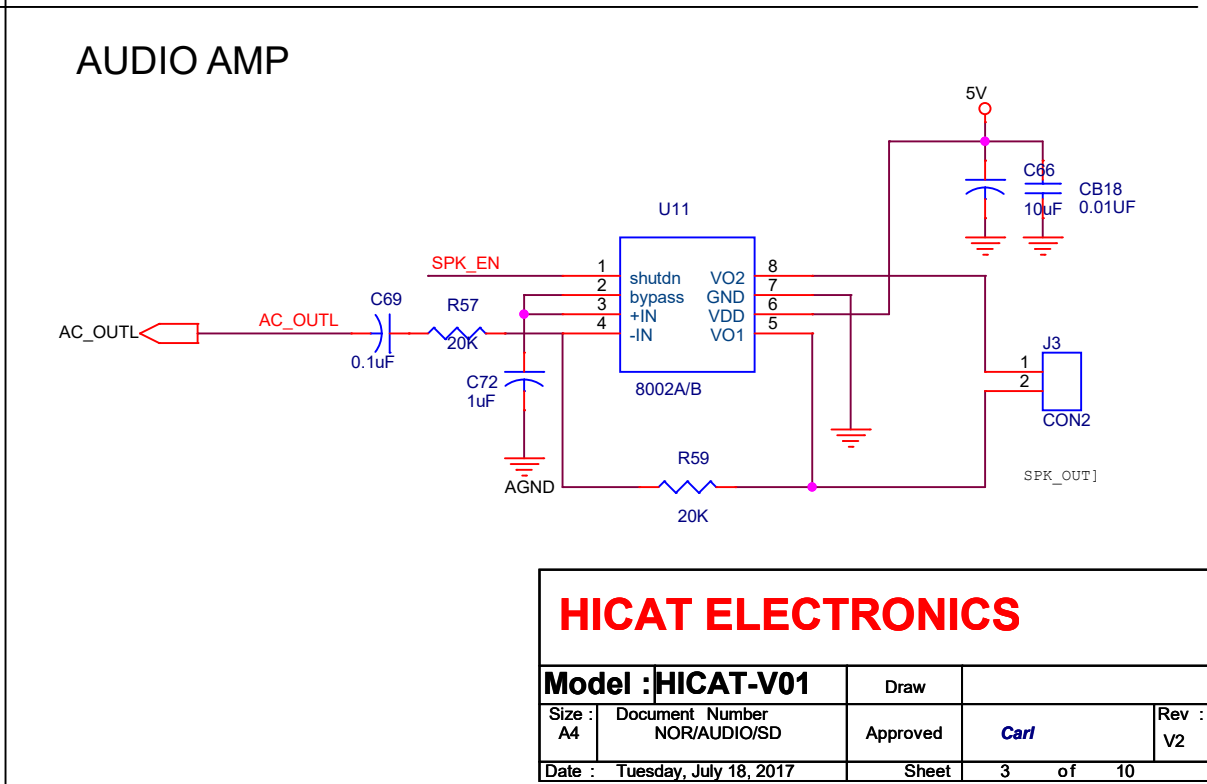 AUDIO AMP
5V
C66
10uF
CB18
0.01UF
U11
SPK_EN
1 shutdn VO2 8
2 bypass GND 7
3 +IN VDD 6
4 -IN VO1 5
8002A/B
C69
0.1uF
R57
20K
AC_OUTL
AC_OUTL
C72
1uF
AGND
R59
20K
J3
1
2
CON2
SPK_OUT]
HICAT ELECTRONICS
Model : HICAT-V01 Draw
Size : Document Number Rev :
A4 NOR/AUDIO/SD Approved Carl V2
Date : Tuesday, July 18, 2017 Sheet 3 of 10